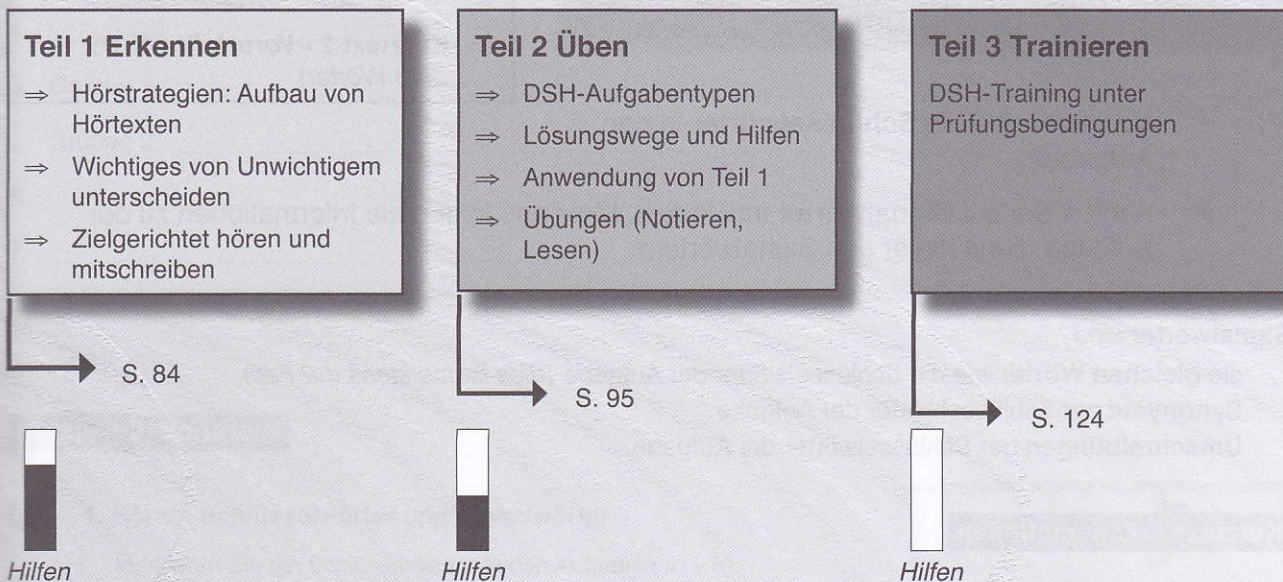 Teil 1 Erkennen
⇒ Hörstrategien: Aufbau von
Hörtexten
⇒ Wichtiges von Unwichtigem
unterscheiden
⇒ Zielgerichtet hören und
mitschreiben
S. 84
Hilfen
Teil 2 Üben
⇒ DSH-Aufgabentypen
⇒ Lösungswege und Hilfen
⇒ Anwendung von Teil 1
⇒ Übungen (Notieren,
Lesen)
S. 95
Hilfen
Teil 3 Trainieren
DSH-Training unter
Prüfungsbedingungen
S. 124
Hilfen